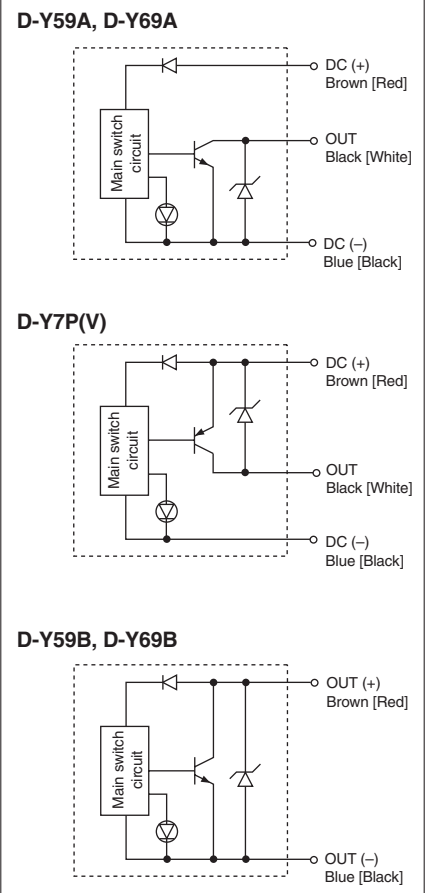 D-Y59A, D-Y69A
DC (+)
Brown [Red]
Main switch
circuit
OUT
Black [White]
DC (–)
Blue [Black]
D-Y7P(V)
DC (+)
Brown [Red]
Main switch
circuit
OUT
Black [White]
DC (–)
Blue [Black]
D-Y59B, D-Y69B
OUT (+)
Brown [Red]
Main switch
circuit
OUT (–)
Blue [Black]